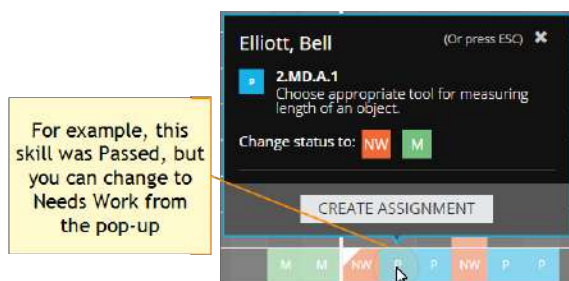 Elliott, Bell
(Or press ESC) ✖
P
2.MD.A.1
Choose appropriate tool for measuring
length of an object.
Change status to: NW M
CREATE ASSIGNMENT
For example, this
skill was Passed, but
you can change to
Needs Work from
the pop-up
M M NW P P NW P P